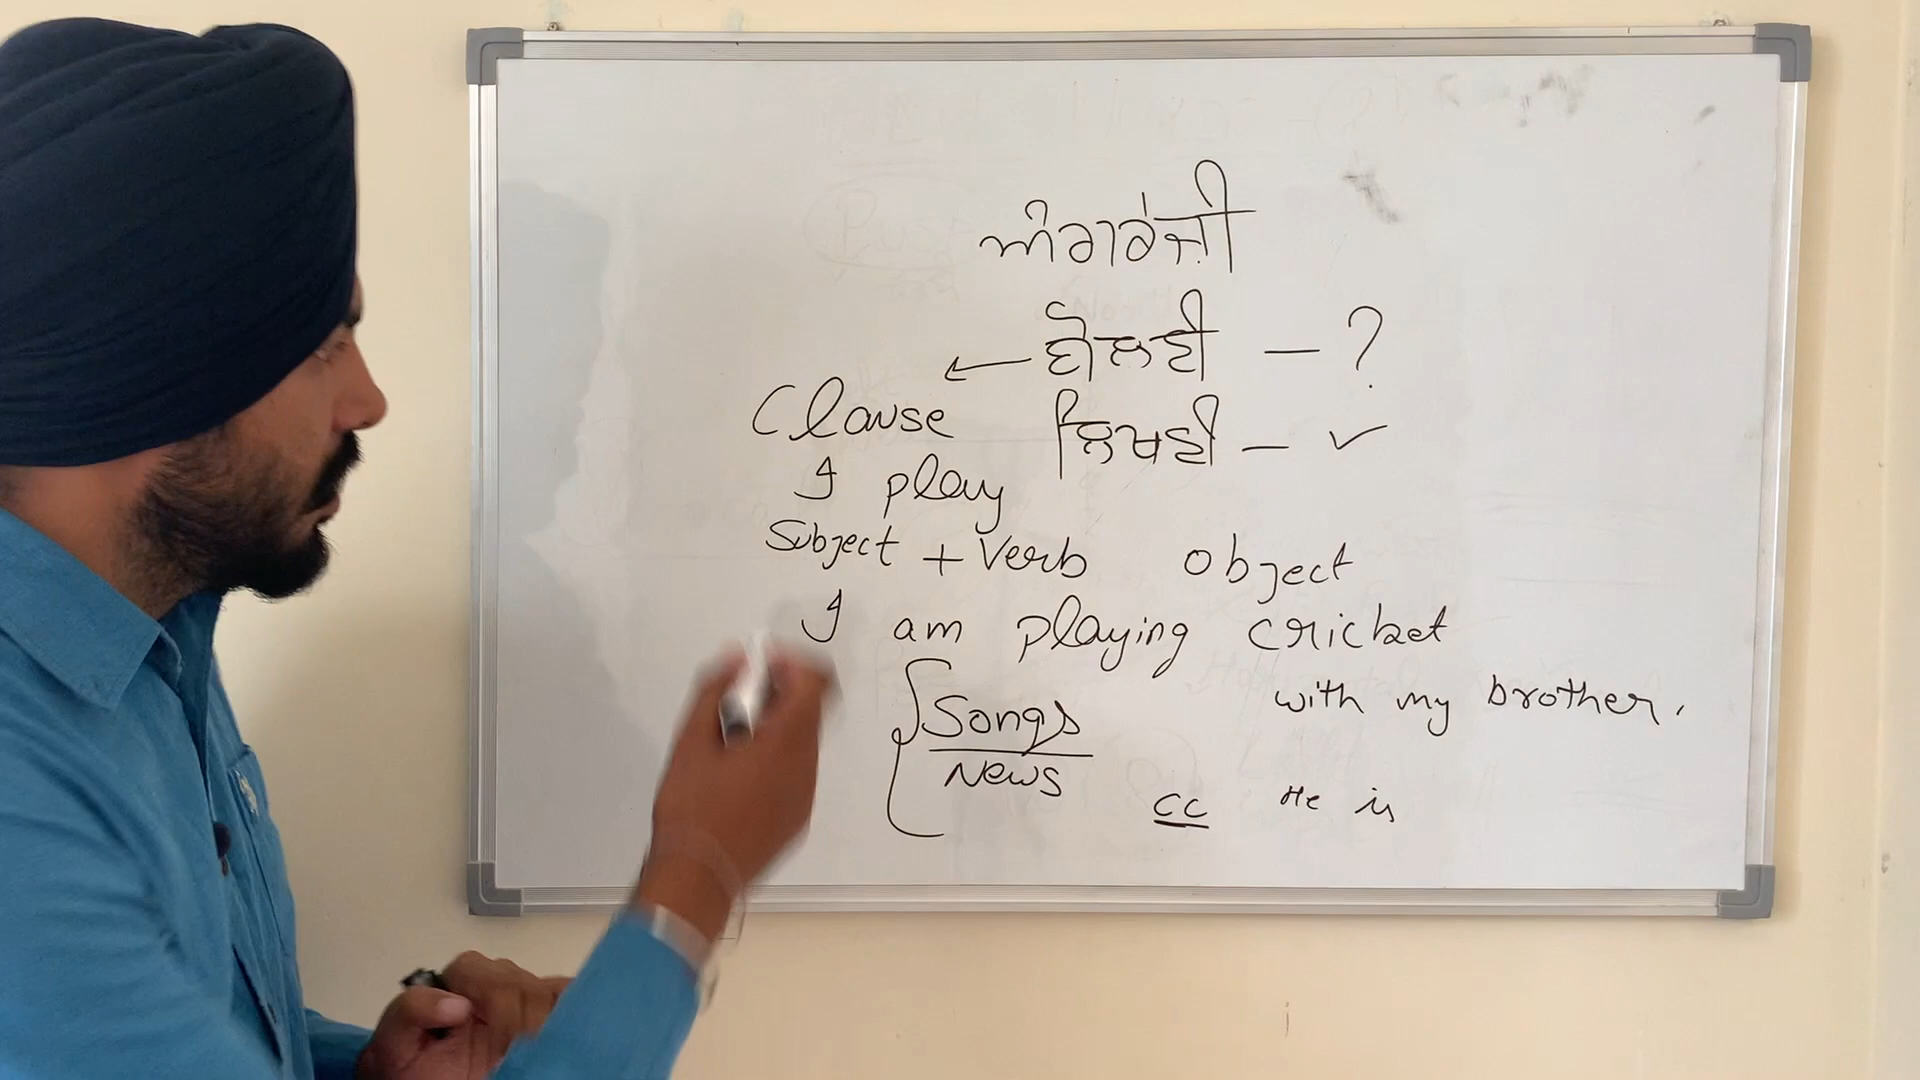 ਅੰਗਰੇਜ਼ੀ
ਬੋਲਣੀ — ?
Clause ਲਿਖਣੀ — ✓
I play
Subject + Verb object
I am playing cricket
with my brother.
Songs
News
CC He is